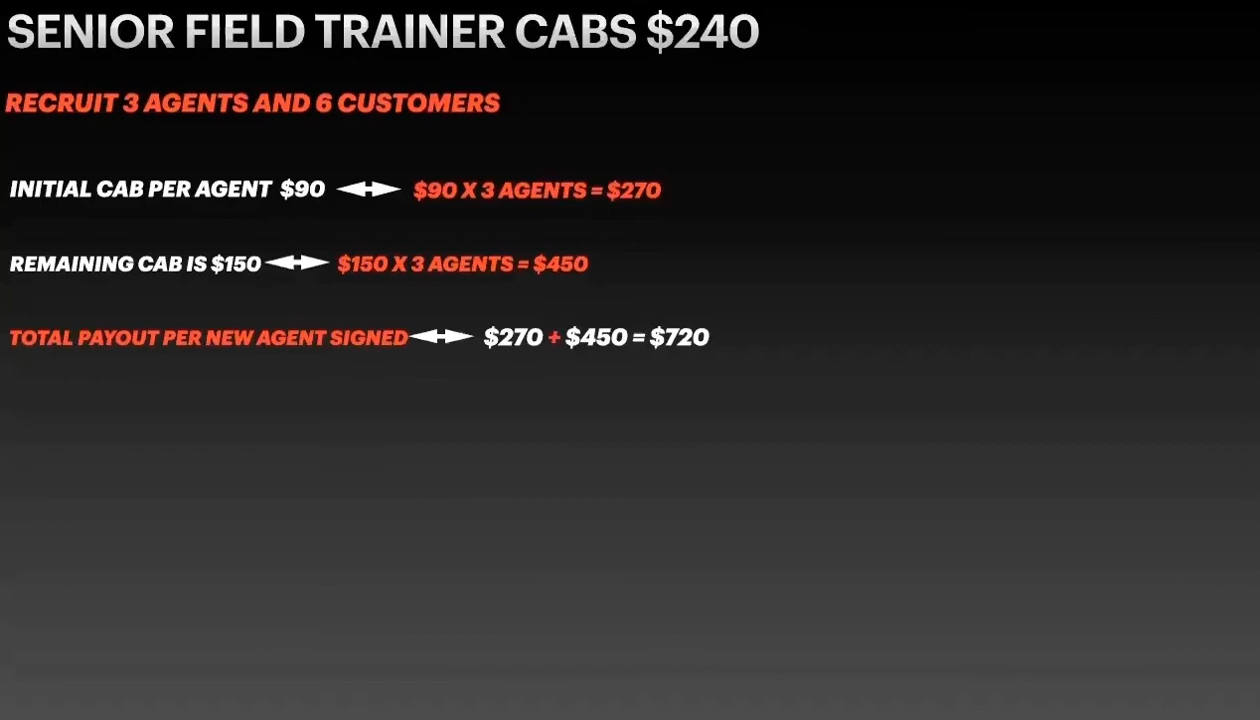 SENIOR FIELD TRAINER CABS $240
RECRUIT 3 AGENTS AND 6 CUSTOMERS
INITIAL CAB PER AGENT $90 $90 X 3 AGENTS = $270
REMAINING CAB IS $150 $150 X 3 AGENTS = $450
TOTAL PAYOUT PER NEW AGENT SIGNED $270 + $450 = $720